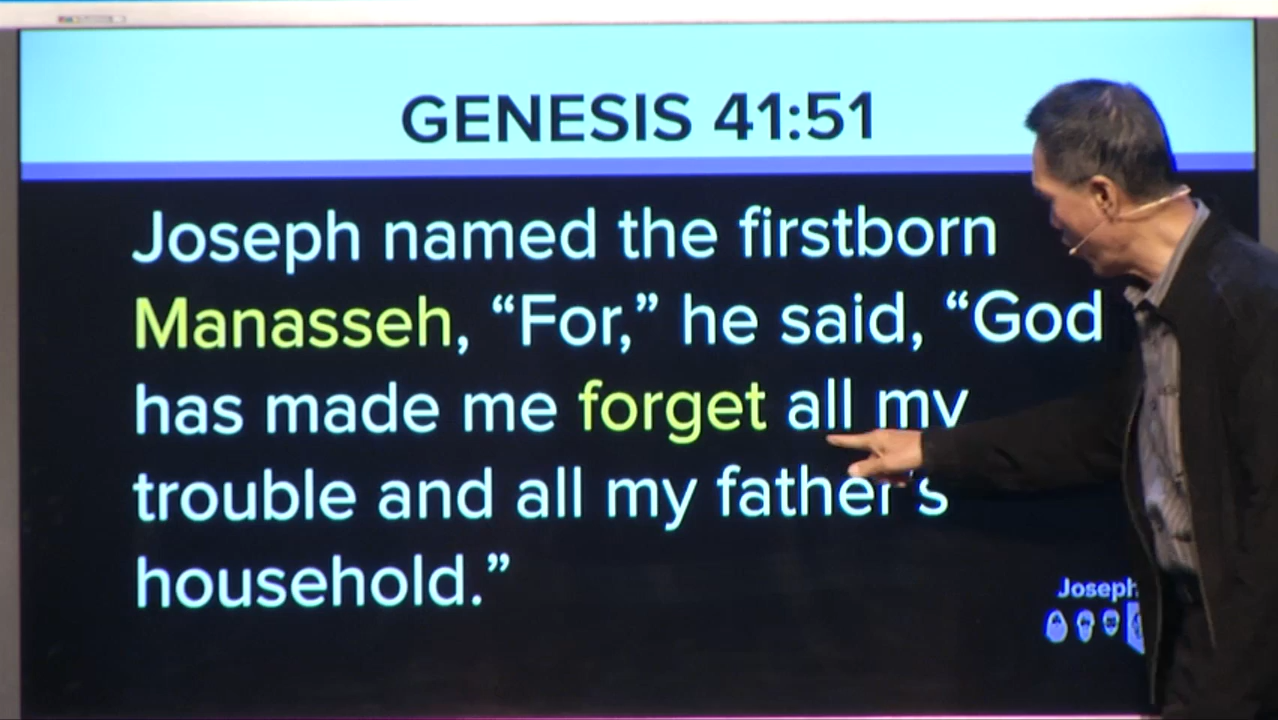 GENESIS 41:51
Joseph named the firstborn
Manasseh, “For,” he said, “God
has made me forget all my
trouble and all my father's
household.”
Joseph